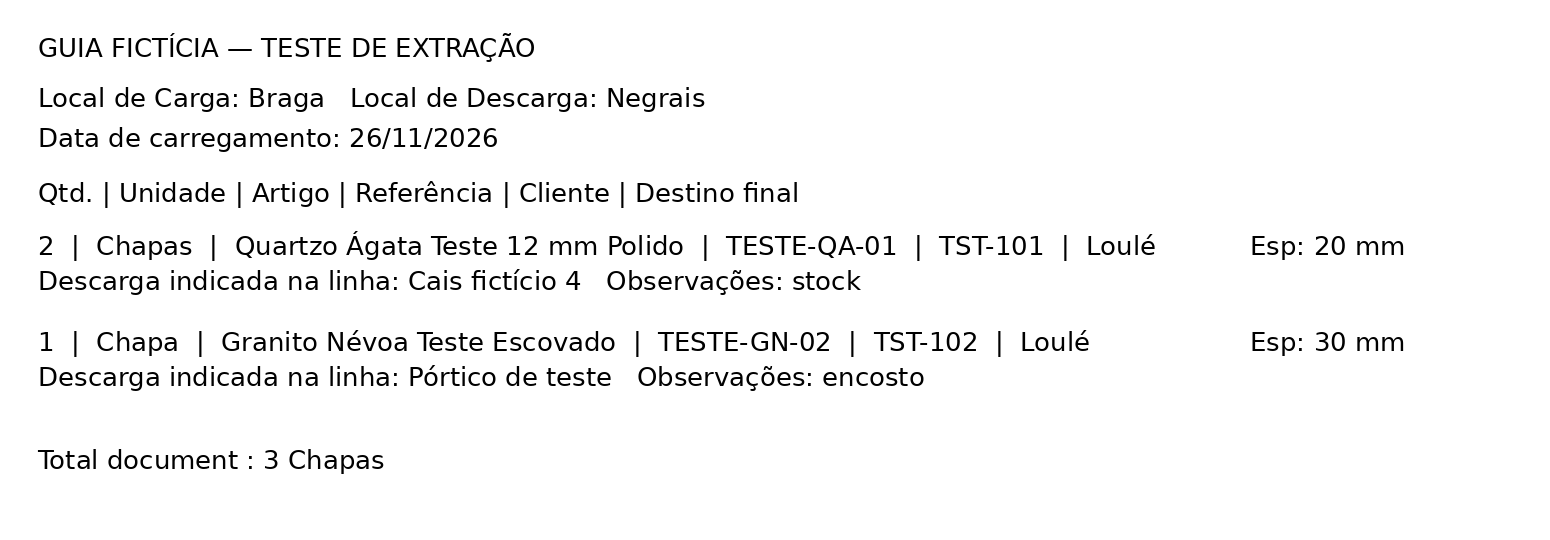 GUIA FICTÍCIA — TESTE DE EXTRAÇÃO
Local de Carga: Braga   Local de Descarga: Negrais
Data de carregamento: 26/11/2026
Qtd. | Unidade | Artigo | Referência | Cliente | Destino final
2  |  Chapas  |  Quartzo Ágata Teste 12 mm Polido  |  TESTE-QA-01  |  TST-101  |  Loulé   Esp: 20 mm
Descarga indicada na linha: Cais fictício 4   Observações: stock
1  |  Chapa  |  Granito Névoa Teste Escovado  |  TESTE-GN-02  |  TST-102  |  Loulé   Esp: 30 mm
Descarga indicada na linha: Pórtico de teste   Observações: encosto
Total document : 3 Chapas